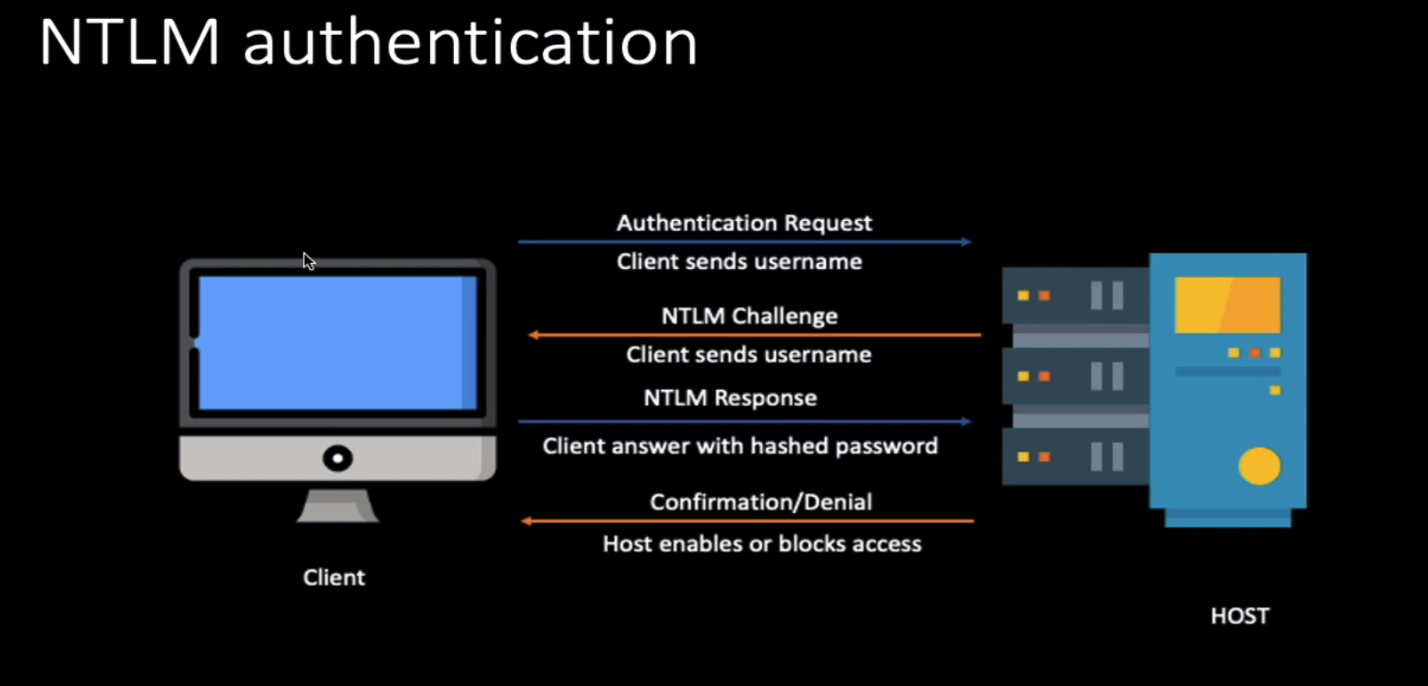 NTLM authentication
Authentication Request
Client sends username
NTLM Challenge
Client sends username
NTLM Response
Client answer with hashed password
Confirmation/Denial
Host enables or blocks access
Client
HOST